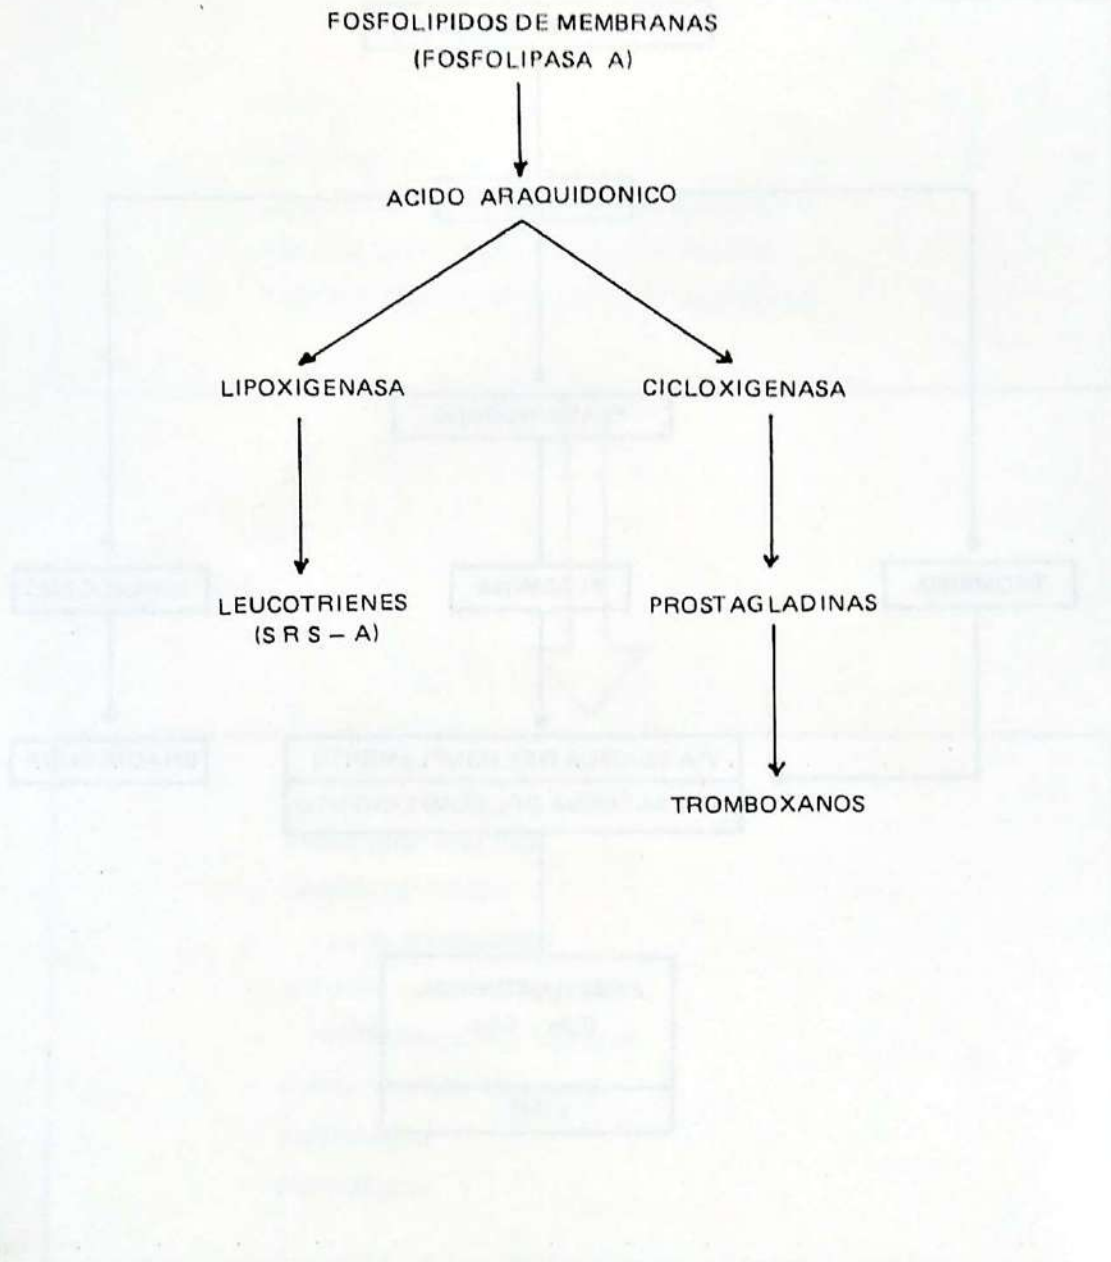 FOSFOLIPIDOS DE MEMBRANAS
(FOSFOLIPASA A)
ACIDO ARAQUIDONICO
LIPOXIGENASA
CICLOXIGENASA
LEUCOTRIENES
(S R S – A)
PROSTAGLADINAS
TROMBOXANOS